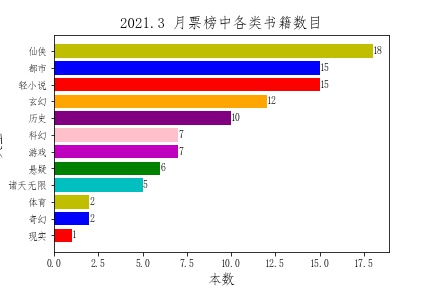 2021.3 月票榜中各类书籍数目
仙侠 18
都市 15
轻小说 15
玄幻 12
历史 10
科幻 7
游戏 7
悬疑 6
诸天无限 5
体育 2
奇幻 2
现实 1
0.0 2.5 5.0 7.5 10.0 12.5 15.0 17.5
本数